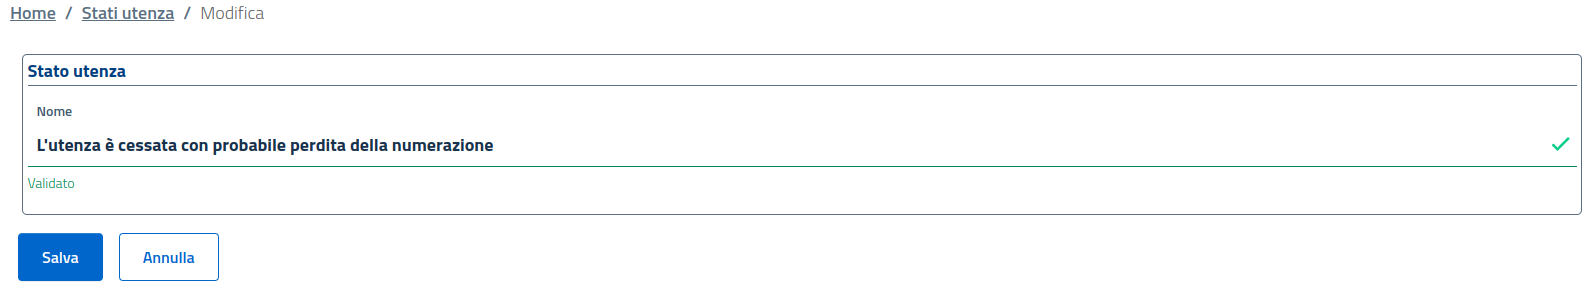 Home / Stati utenza / Modifica
Stato utenza
Nome
L'utenza è cessata con probabile perdita della numerazione
Validato
Salva Annulla